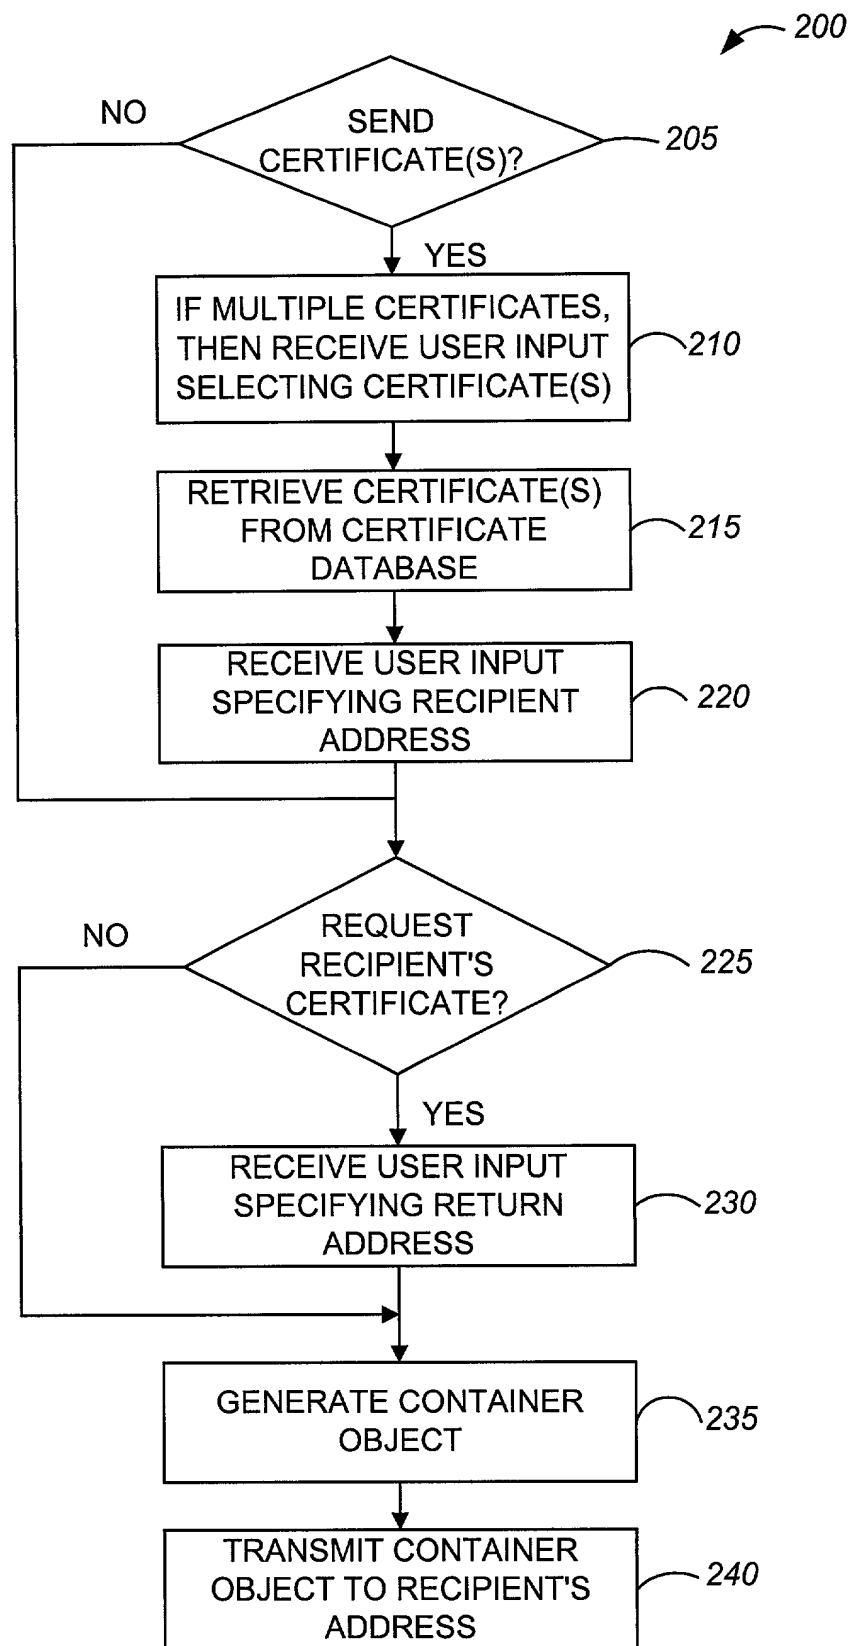 200
NO
SEND
CERTIFICATE(S)?
205
YES
IF MULTIPLE CERTIFICATES,
THEN RECEIVE USER INPUT
SELECTING CERTIFICATE(S)
210
RETRIEVE CERTIFICATE(S)
FROM CERTIFICATE
DATABASE
215
RECEIVE USER INPUT
SPECIFYING RECIPIENT
ADDRESS
220
NO
REQUEST
RECIPIENT'S
CERTIFICATE?
225
YES
RECEIVE USER INPUT
SPECIFYING RETURN
ADDRESS
230
GENERATE CONTAINER
OBJECT
235
TRANSMIT CONTAINER
OBJECT TO RECIPIENT'S
ADDRESS
240